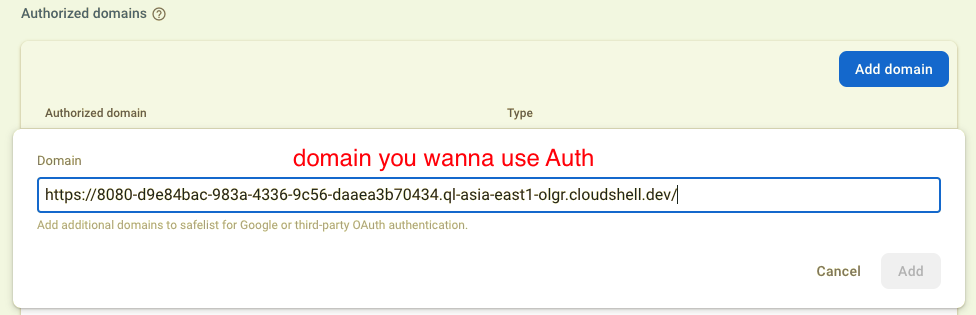 Authorized domains
Add domain
Authorized domain Type
Domain
domain you wanna use Auth
https://8080-d9e84bac-983a-4336-9c56-daaea3b70434.ql-asia-east1-olgr.cloudshell.dev/
Add additional domains to safelist for Google or third-party OAuth authentication.
Cancel Add